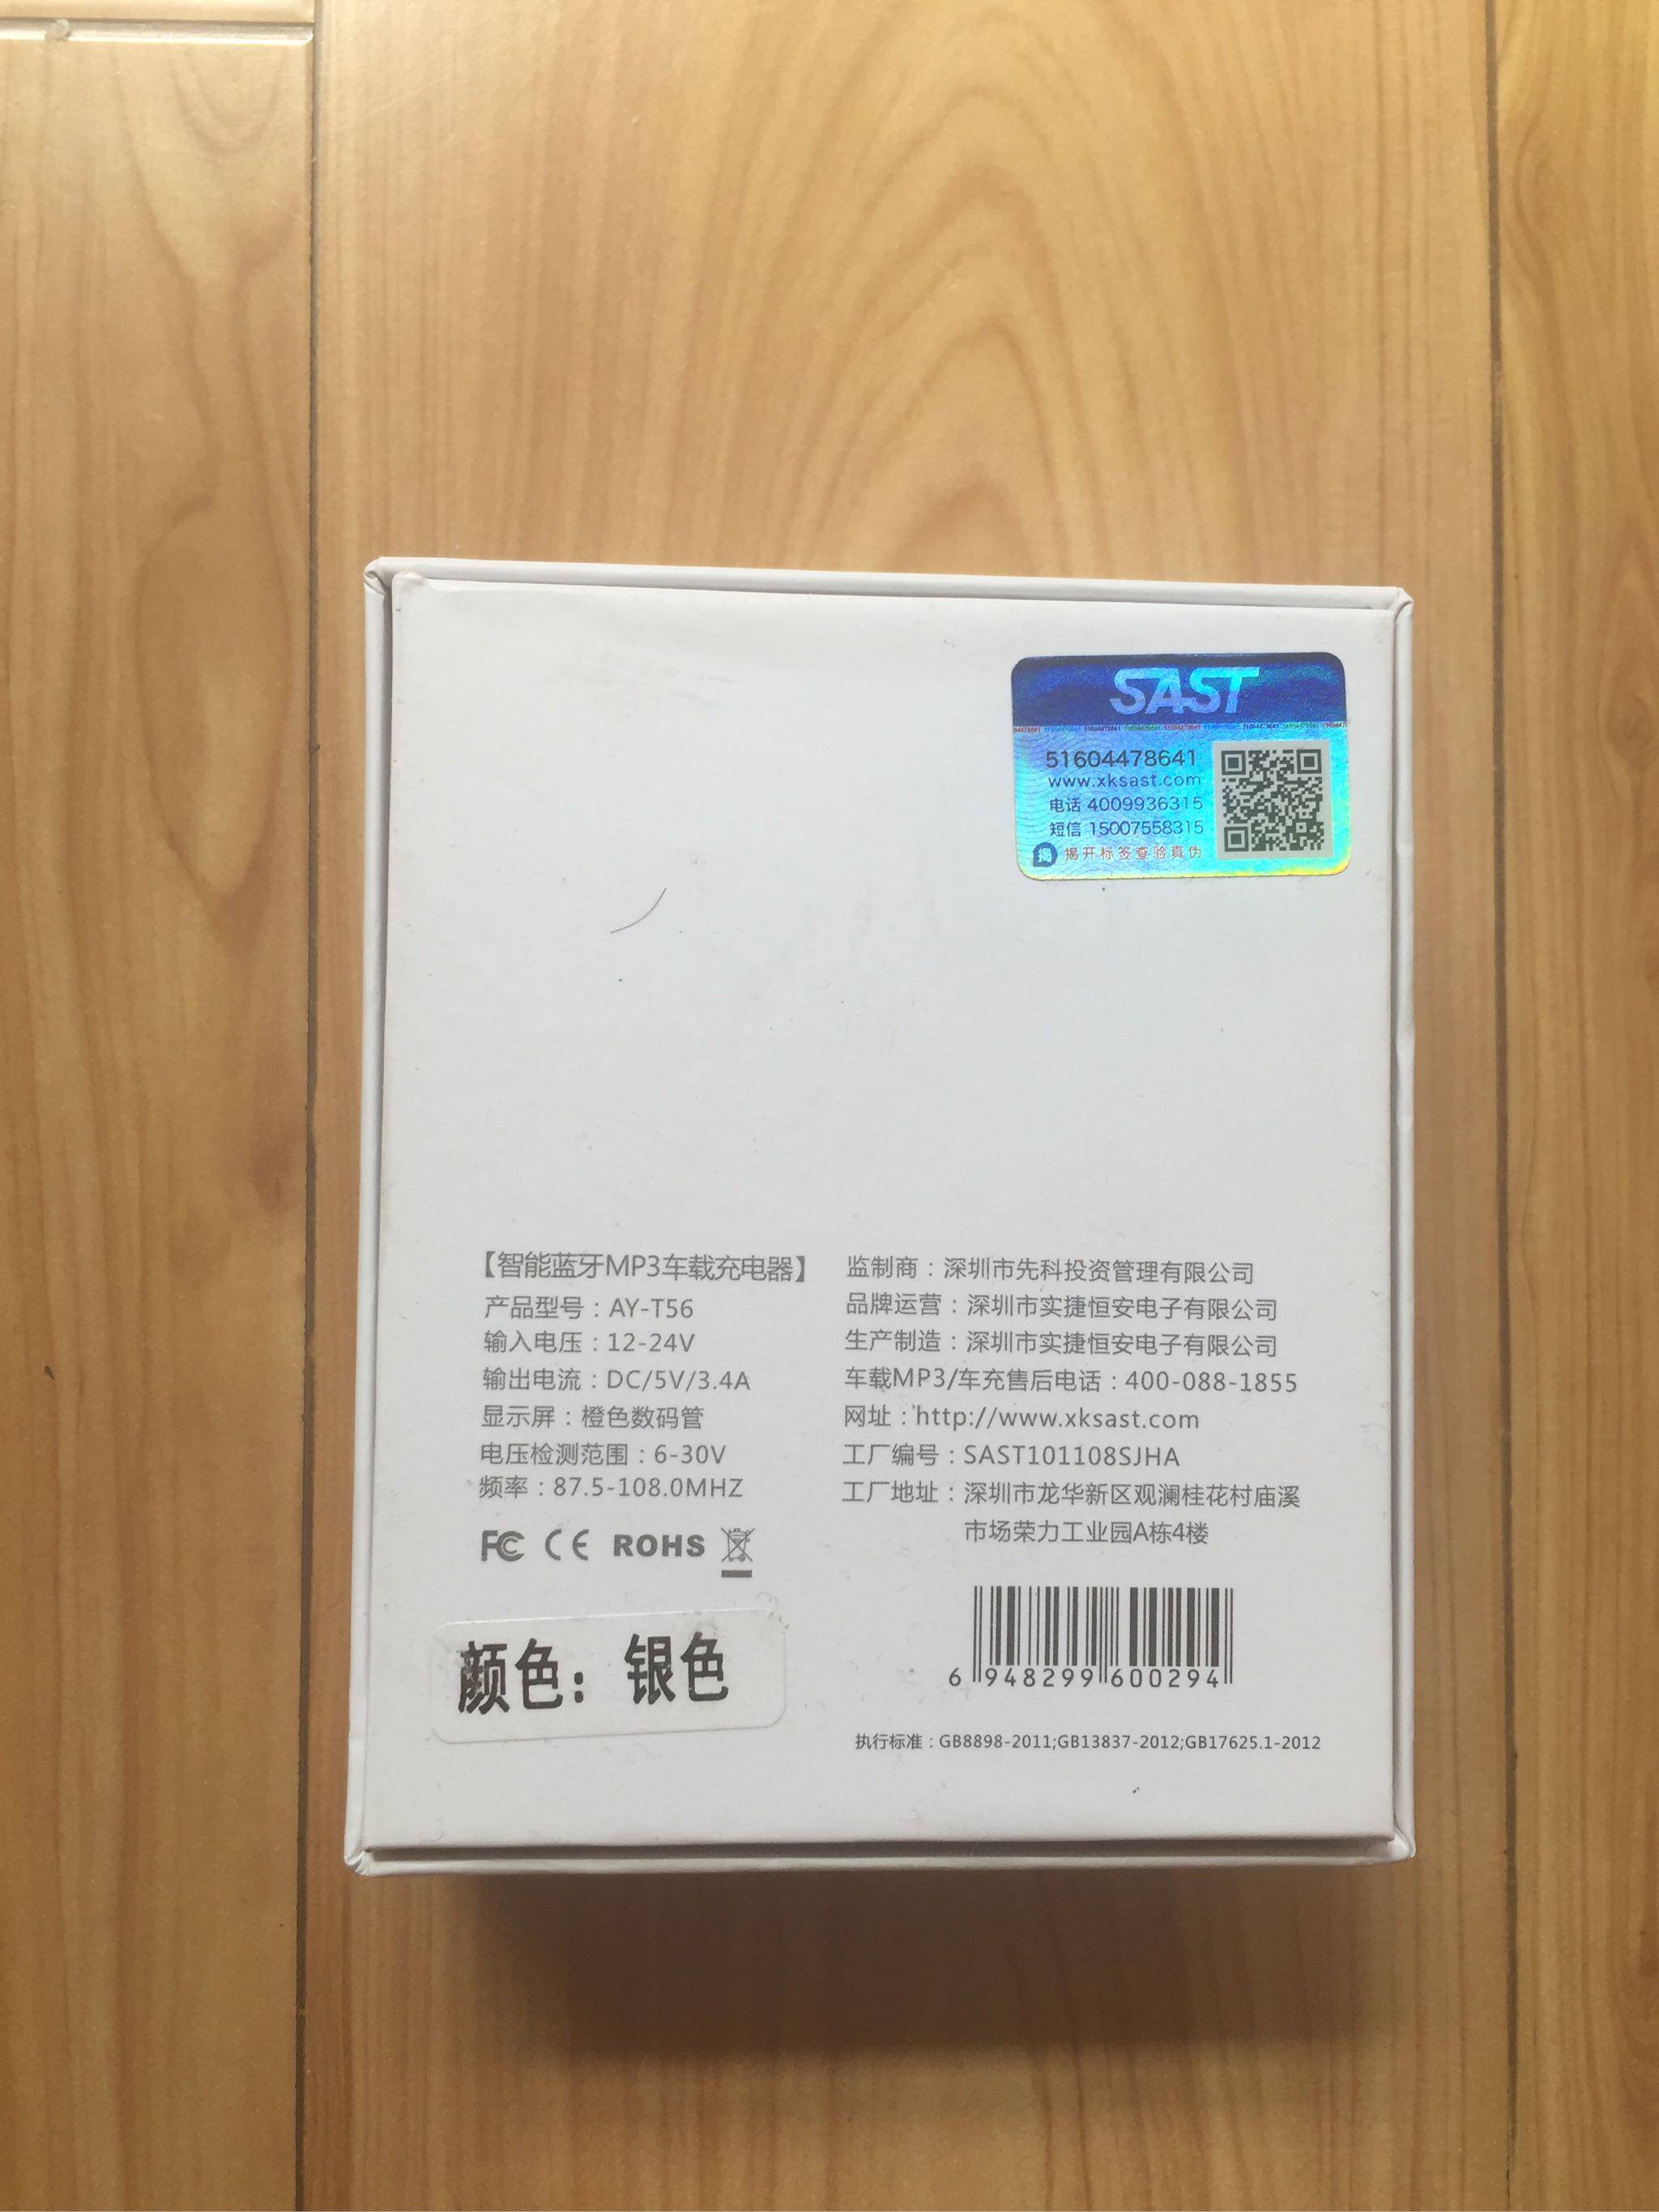 SAST
51604478641
www.xksast.com
电话 4009936315
短信 15007558315
揭 揭开标签查验真伪
【智能蓝牙MP3车载充电器】
产品型号：AY-T56
输入电压：12-24V
输出电流：DC/5V/3.4A
显示屏：橙色数码管
电压检测范围：6-30V
频率：87.5-108.0MHZ
FC CE ROHS
颜色：银色
监制商：深圳市先科投资管理有限公司
品牌运营：深圳市实捷恒安电子有限公司
生产制造：深圳市实捷恒安电子有限公司
车载MP3/车充售后电话：400-088-1855
网址：http://www.xksast.com
工厂编号：SAST101108SJHA
工厂地址：深圳市龙华新区观澜桂花村庙溪
市场荣力工业园A栋4楼
6 948299 600294
执行标准：GB8898-2011;GB13837-2012;GB17625.1-2012